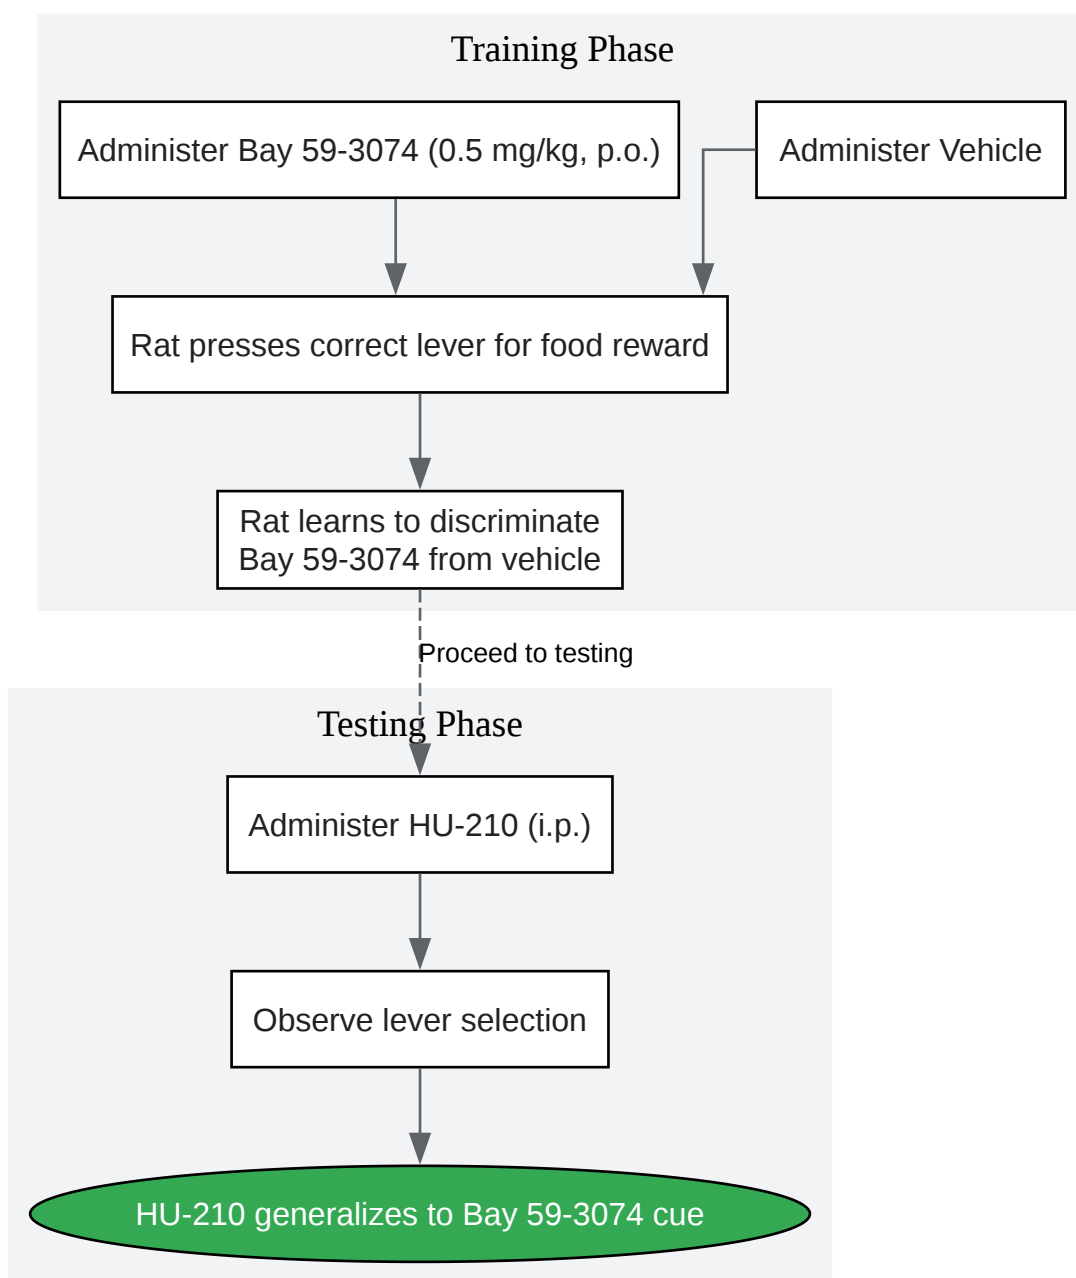 Training Phase
Administer Bay 59-3074 (0.5 mg/kg, p.o.)
Administer Vehicle
Rat presses correct lever for food reward
Rat learns to discriminate
Bay 59-3074 from vehicle
Proceed to testing
Testing Phase
Administer HU-210 (i.p.)
Observe lever selection
HU-210 generalizes to Bay 59-3074 cue